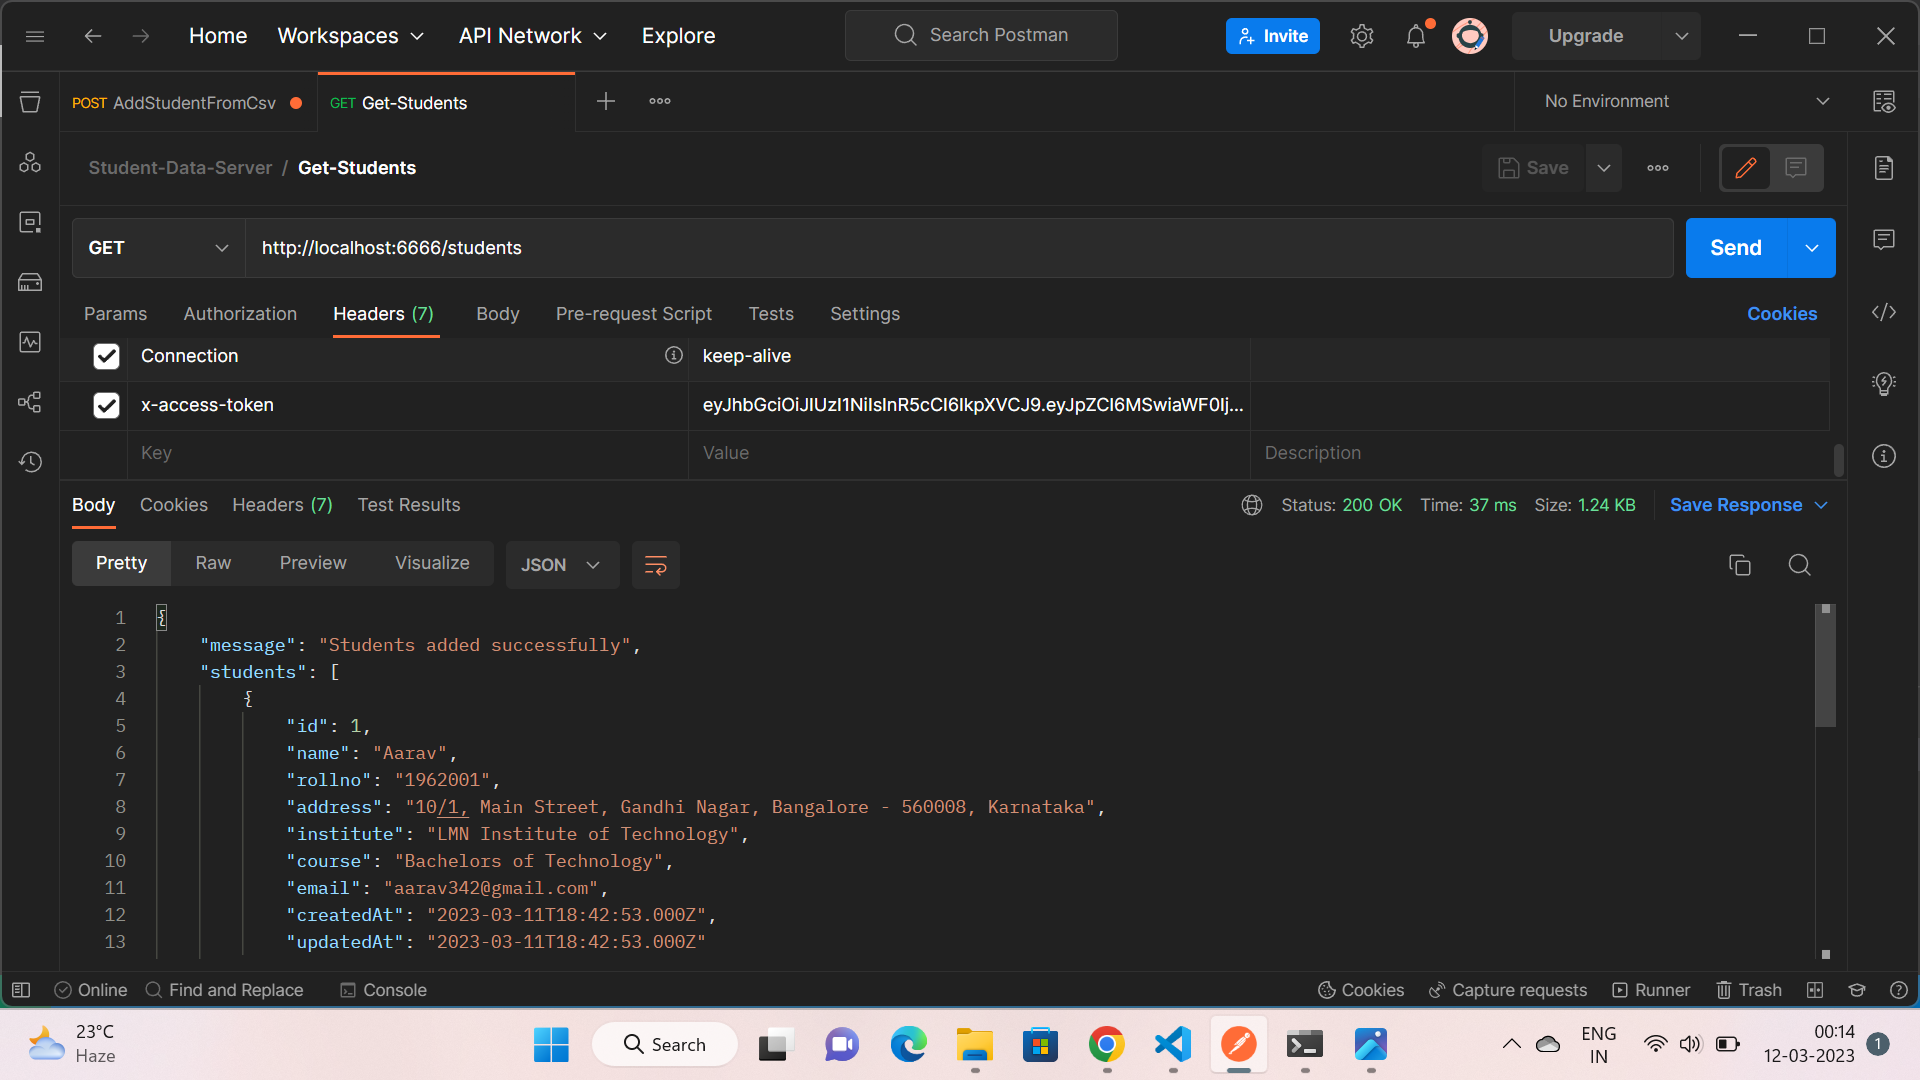 Home Workspaces API Network Explore Search Postman Invite Upgrade
POST AddStudentFromCsv GET Get-Students No Environment
Student-Data-Server / Get-Students Save
GET http://localhost:6666/students Send
Params Authorization Headers (7) Body Pre-request Script Tests Settings Cookies
Connection keep-alive
x-access-token eyJhbGciOiJIUzI1NiIsInR5cCI6IkpXVCJ9.eyJpZCI6MSwiaWF0Ij...
Key Value Description
Body Cookies Headers (7) Test Results Status: 200 OK Time: 37 ms Size: 1.24 KB Save Response
Pretty Raw Preview Visualize JSON
1 {
2 "message": "Students added successfully",
3 "students": [
4 {
5 "id": 1,
6 "name": "Aarav",
7 "rollno": "1962001",
8 "address": "10/1, Main Street, Gandhi Nagar, Bangalore - 560008, Karnataka",
9 "institute": "LMN Institute of Technology",
10 "course": "Bachelors of Technology",
11 "email": "aarav342@gmail.com",
12 "createdAt": "2023-03-11T18:42:53.000Z",
13 "updatedAt": "2023-03-11T18:42:53.000Z"
Online Find and Replace Console Cookies Capture requests Runner Trash
23°C
Haze
Search
ENG
IN
00:14
12-03-2023
1